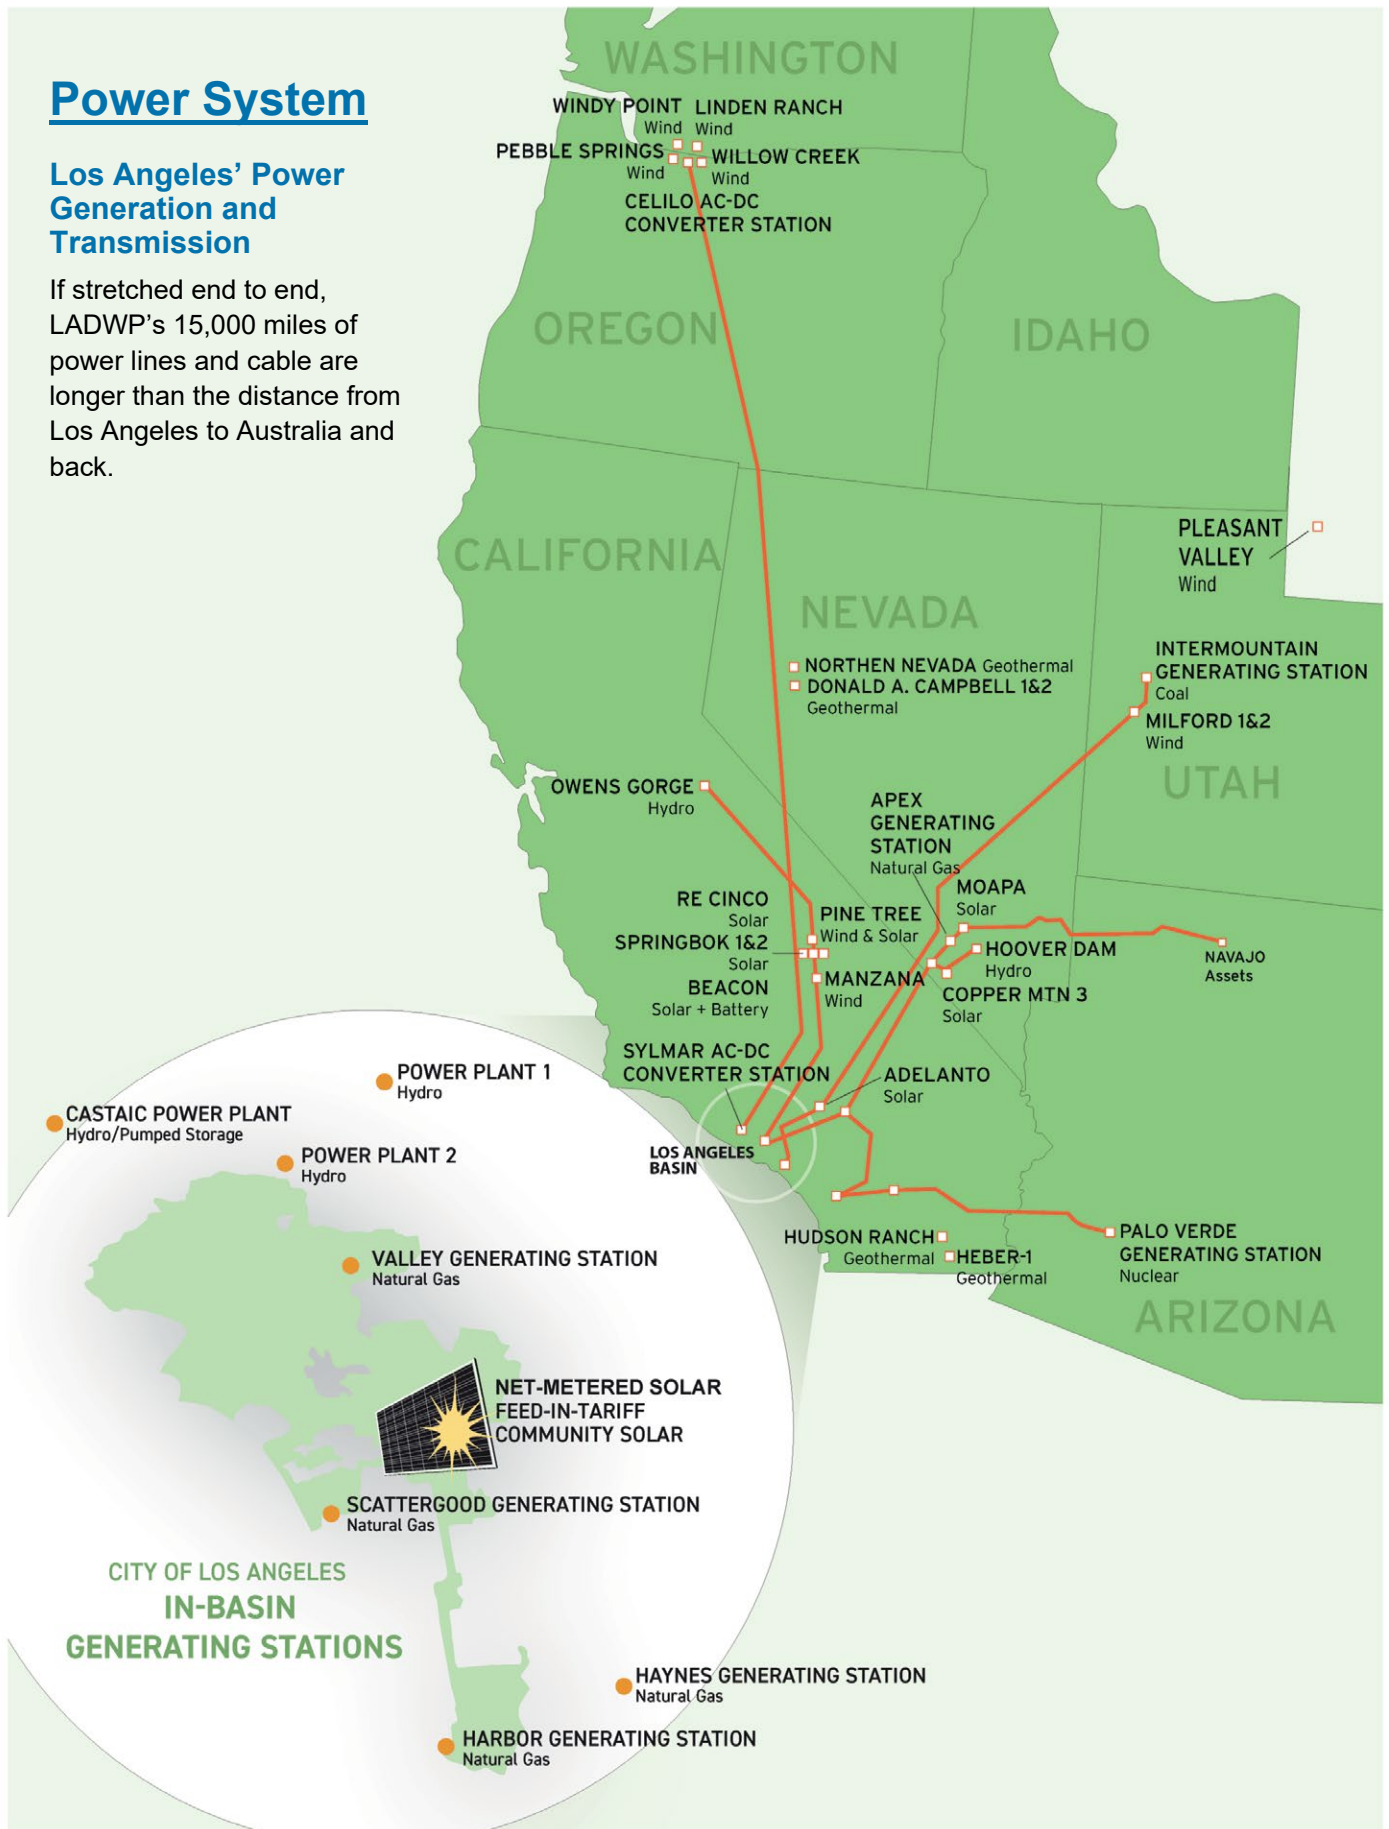 Power System
Los Angeles’ Power
Generation and
Transmission
If stretched end to end,
LADWP’s 15,000 miles of
power lines and cable are
longer than the distance from
Los Angeles to Australia and
back.
WASHINGTON
WINDY POINT
Wind
LINDEN RANCH
Wind
PEBBLE SPRINGS
Wind
WILLOW CREEK
Wind
CELILO AC-DC
CONVERTER STATION
OREGON
IDAHO
CALIFORNIA
NEVADA
PLEASANT
VALLEY
Wind
NORTHEN NEVADA Geothermal
DONALD A. CAMPBELL 1&2
Geothermal
INTERMOUNTAIN
GENERATING STATION
Coal
MILFORD 1&2
Wind
UTAH
OWENS GORGE
Hydro
APEX
GENERATING
STATION
Natural Gas
MOAPA
Solar
RE CINCO
Solar
SPRINGBOK 1&2
Solar
BEACON
Solar + Battery
PINE TREE
Wind & Solar
MANZANA
Wind
HOOVER DAM
Hydro
COPPER MTN 3
Solar
NAVAJO
Assets
SYLMAR AC-DC
CONVERTER STATION
ADELANTO
Solar
LOS ANGELES
BASIN
HUDSON RANCH
Geothermal
HEBER-1
Geothermal
PALO VERDE
GENERATING STATION
Nuclear
ARIZONA
POWER PLANT 1
Hydro
CASTAIC POWER PLANT
Hydro/Pumped Storage
POWER PLANT 2
Hydro
VALLEY GENERATING STATION
Natural Gas
NET-METERED SOLAR
FEED-IN-TARIFF
COMMUNITY SOLAR
SCATTERGOOD GENERATING STATION
Natural Gas
CITY OF LOS ANGELES
IN-BASIN
GENERATING STATIONS
HAYNES GENERATING STATION
Natural Gas
HARBOR GENERATING STATION
Natural Gas